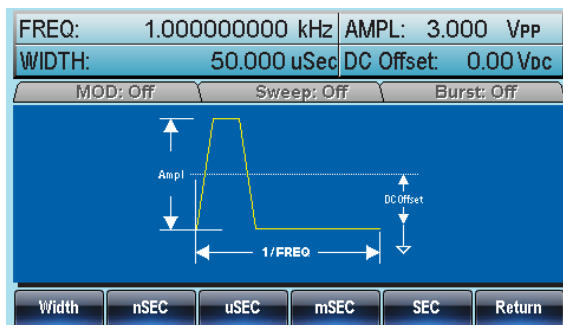 FREQ: 1.000000000 kHz AMPL: 3.000 VPP
WIDTH: 50.000 uSec DC Offset: 0.00 VDC
MOD: Off Sweep: Off Burst: Off
Ampl
DC Offset
1/FREQ
Width nSEC uSEC mSEC SEC Return